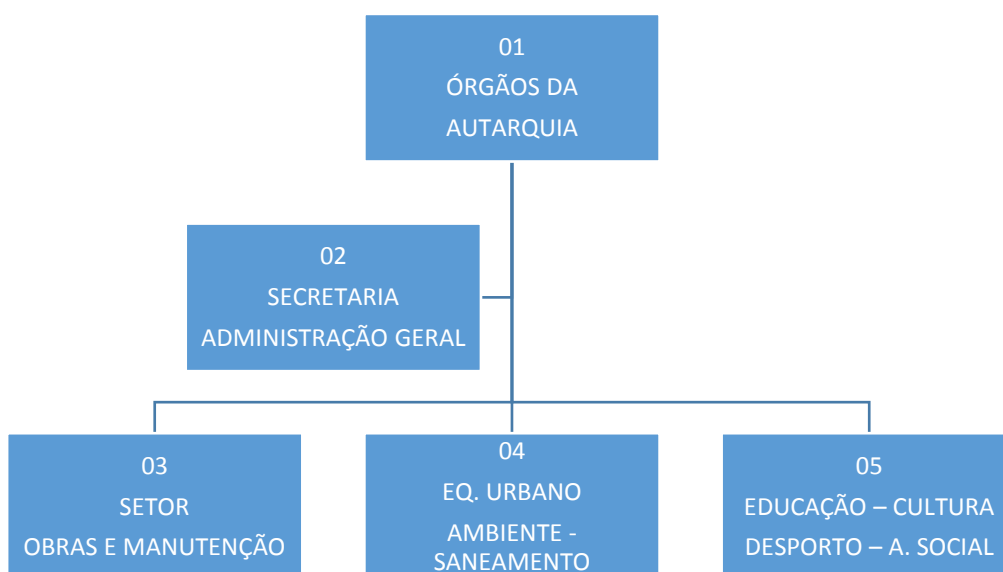 01
ÓRGÃOS DA
AUTARQUIA
02
SECRETARIA
ADMINISTRAÇÃO GERAL
03
SETOR
OBRAS E MANUTENÇÃO
04
EQ. URBANO
AMBIENTE -
SANEAMENTO
05
EDUCAÇÃO – CULTURA
DESPORTO – A. SOCIAL